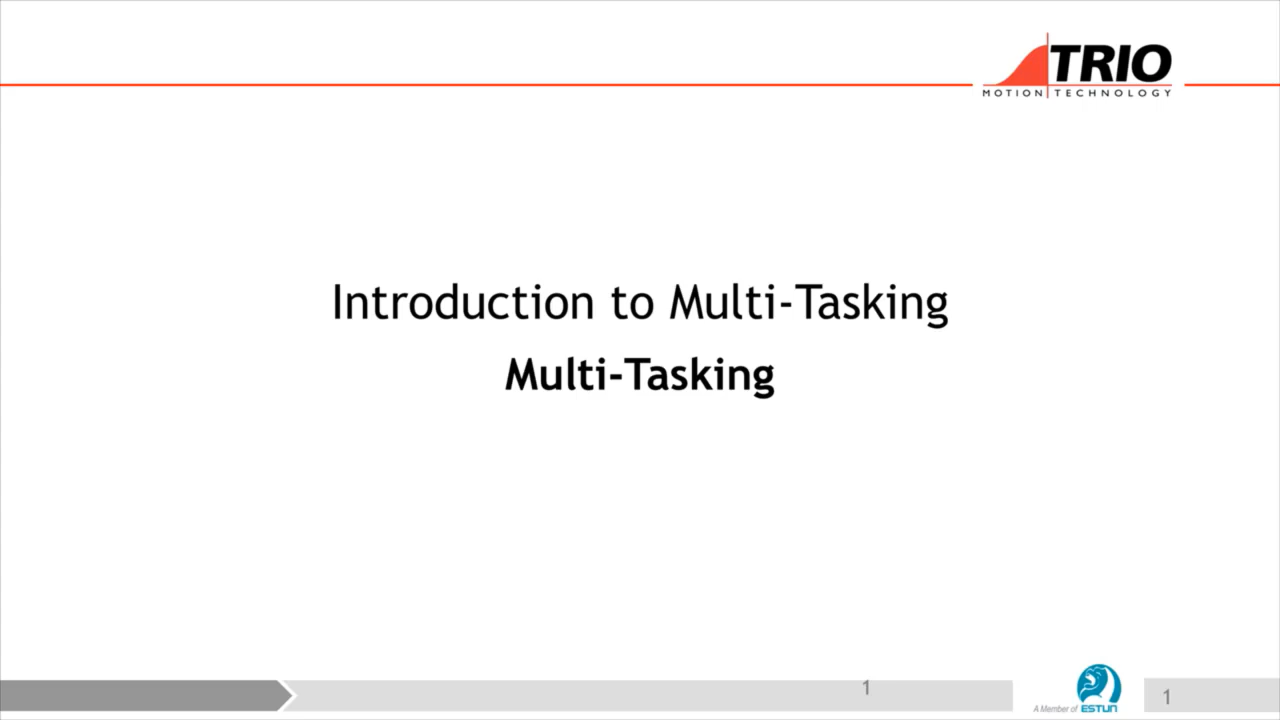 TRIO
MOTION TECHNOLOGY
Introduction to Multi-Tasking
Multi-Tasking
1
A Member of ESTUN
1